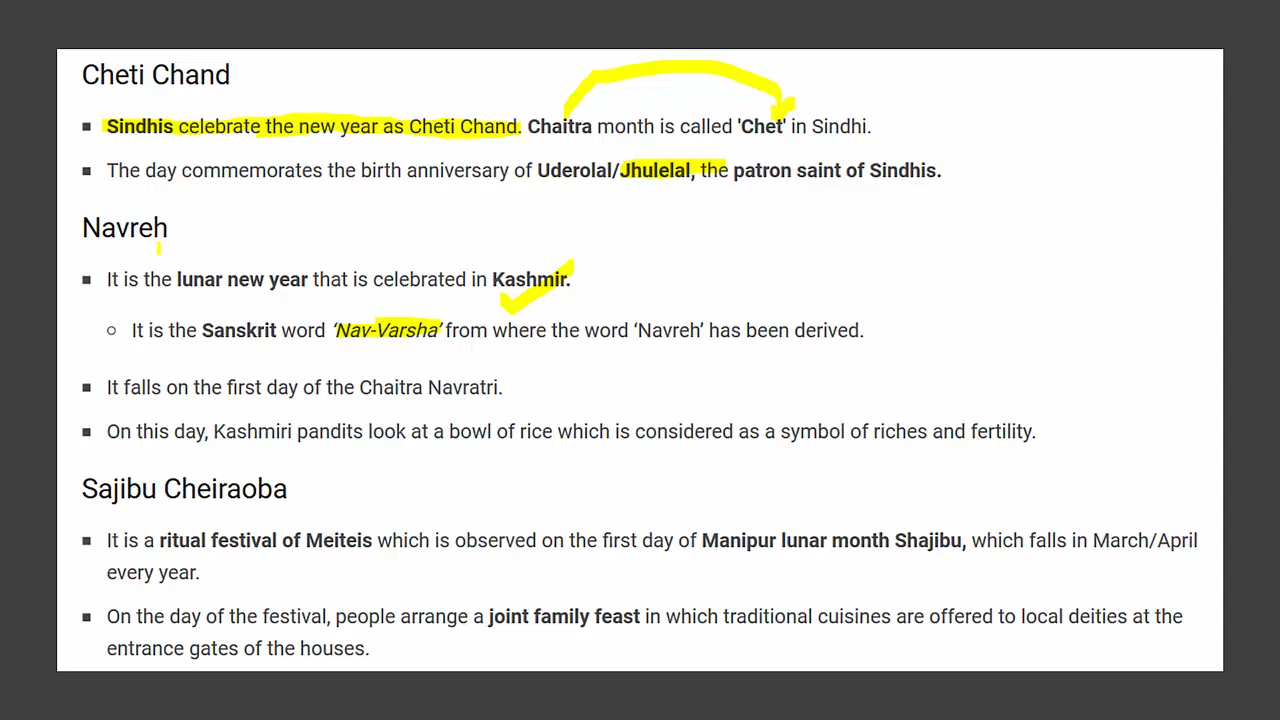 Cheti Chand
▪ Sindhis celebrate the new year as Cheti Chand. Chaitra month is called 'Chet' in Sindhi.
▪ The day commemorates the birth anniversary of Uderolal/Jhulelal, the patron saint of Sindhis.
Navreh
▪ It is the lunar new year that is celebrated in Kashmir.
○ It is the Sanskrit word ‘Nav-Varsha’ from where the word ‘Navreh’ has been derived.
▪ It falls on the first day of the Chaitra Navratri.
▪ On this day, Kashmiri pandits look at a bowl of rice which is considered as a symbol of riches and fertility.
Sajibu Cheiraoba
▪ It is a ritual festival of Meiteis which is observed on the first day of Manipur lunar month Shajibu, which falls in March/April
every year.
▪ On the day of the festival, people arrange a joint family feast in which traditional cuisines are offered to local deities at the
entrance gates of the houses.